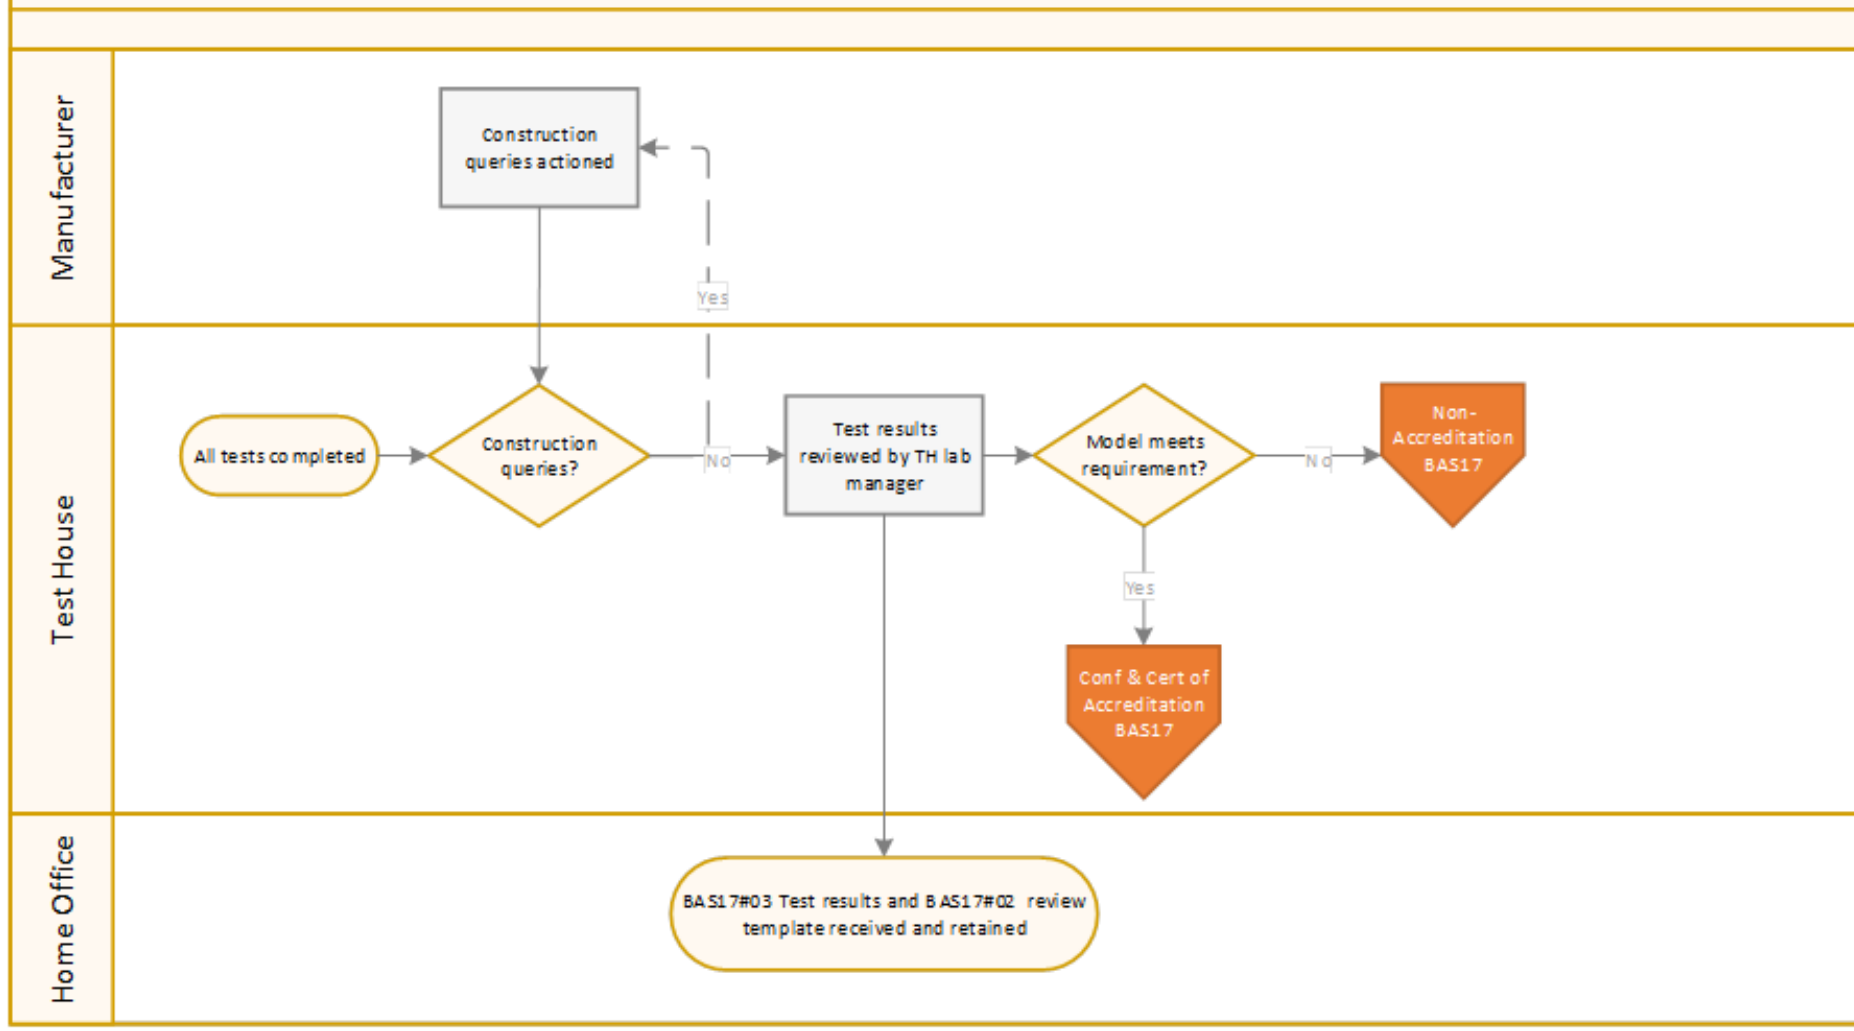 Manufacturer
Construction
queries actioned
Yes
Test House
All tests completed
Construction
queries?
No
Test results
reviewed by TH lab
manager
Model meets
requirement?
No
Non-
Accreditation
BAS17
Yes
Conf & Cert of
Accreditation
BAS17
Home Office
BAS17#03 Test results and BAS17#02 review
template received and retained